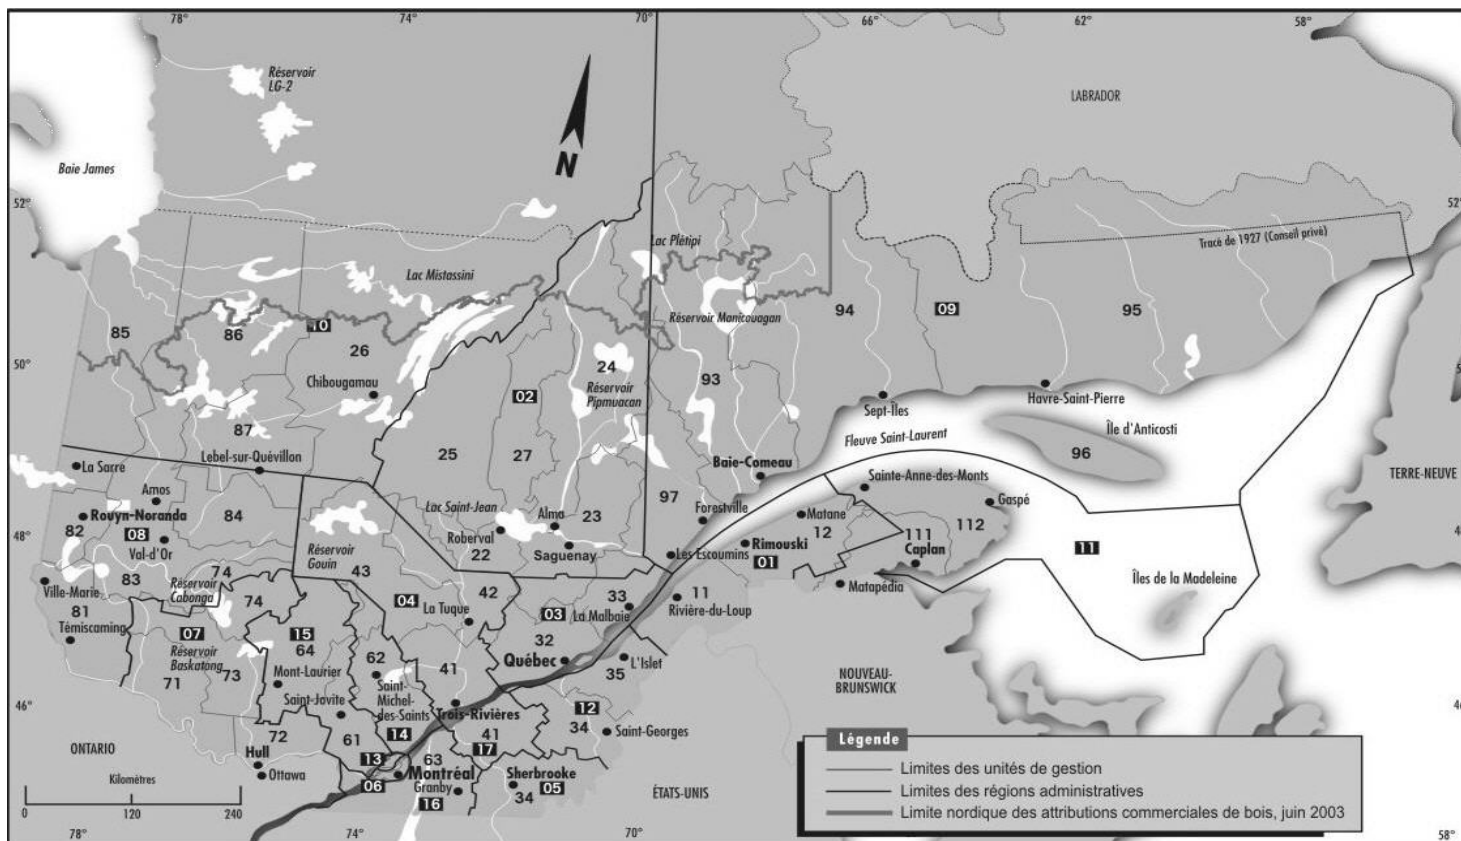 78°
74°
70°
66°
62°
58°
Réservoir
LG-2
LABRADOR
Baie James
N
52°
52°
Lac Plétipi
Tracé de 1927 (Conseil privé)
Lac Mistassini
Réservoir Manicouagan
85
86
10
26
94
09
95
50°
24
Chibougamau
02
Réservoir
Pipmuacan
93
Sept-Îles
Havre-Saint-Pierre
87
Île d'Anticosti
Fleuve Saint-Laurent
96
25
27
Lebel-sur-Quévillon
La Sarre
Baie-Comeau
Sainte-Anne-des-Monts
TERRE-NEUVE
Amos
Rouyn-Noranda
84
Lac Saint-Jean
Alma
23
97
Forestville
Matane
Gaspé
82
08
Val-d'Or
Roberval
22
Saguenay
12
112
111
48°
Réservoir
Gouin
Les Escoumins
Rimouski
01
Caplan
11
83
74
43
Ville-Marie
Réservoir
Cabonga
Matapédia
Îles de la Madeleine
81
74
04
42
33
11
La Tuque
03
La Malbaie
Rivière-du-Loup
Témiscaming
07
15
64
32
Réservoir
Baskatong
62
41
Québec
L'Islet
35
71
73
Mont-Laurier
Saint-Jovite
Saint-
Michel-
des-Saints
NOUVEAU-
BRUNSWICK
46°
Trois-Rivières
12
34
Saint-Georges
72
61
14
41
17
ONTARIO
Hull
13
63
Ottawa
06
Montréal
Granby
16
Sherbrooke
34
05
ÉTATS-UNIS
Kilomètres
0
120
240
Légende
Limites des unités de gestion
Limites des régions administratives
Limite nordique des attributions commerciales de bois, juin 2003
78°
74°
70°
58°